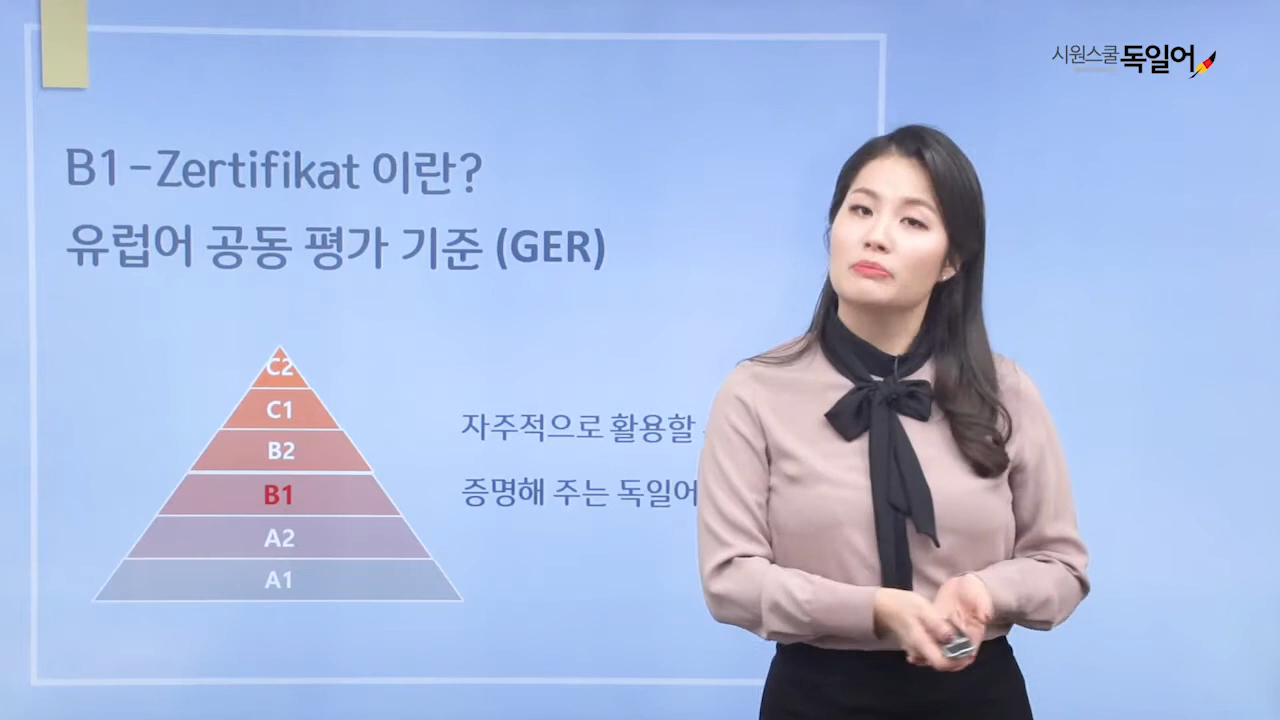 시원스쿨 독일어
B1-Zertifikat 이란?
유럽어 공동 평가 기준 (GER)
C2
C1
B2
B1
A2
A1
자주적으로 활용할
증명해 주는 독일어